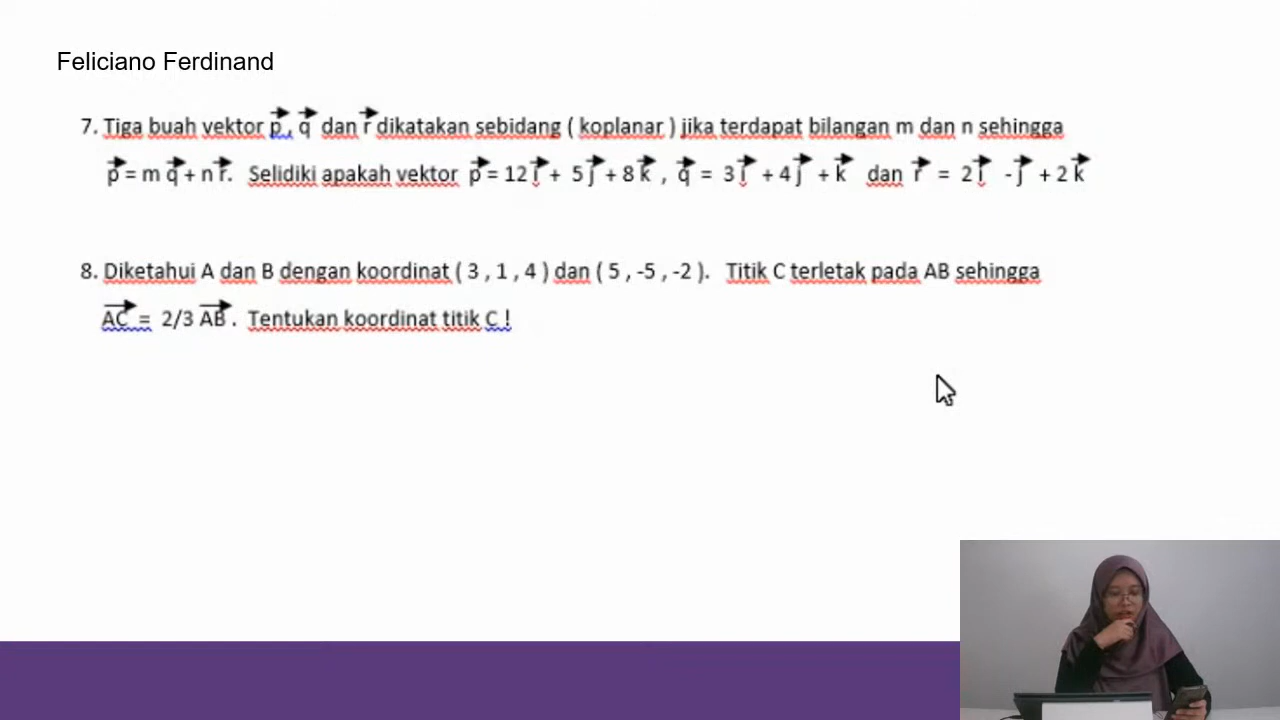 Feliciano Ferdinand
7. Tiga buah vektor p⃗ , q⃗ dan r⃗ dikatakan sebidang ( koplanar ) jika terdapat bilangan m dan n sehingga
p⃗ = m q⃗ + n r⃗. Selidiki apakah vektor p⃗ = 12 i⃗ + 5 j⃗ + 8 k⃗ , q⃗ = 3 i⃗ + 4 j⃗ + k⃗ dan r⃗ = 2 i⃗ - j⃗ + 2 k⃗
8. Diketahui A dan B dengan koordinat ( 3 , 1 , 4 ) dan ( 5 , -5 , -2 ). Titik C terletak pada AB sehingga
A⃗C⃗ = 2/3 A⃗B⃗ . Tentukan koordinat titik C !